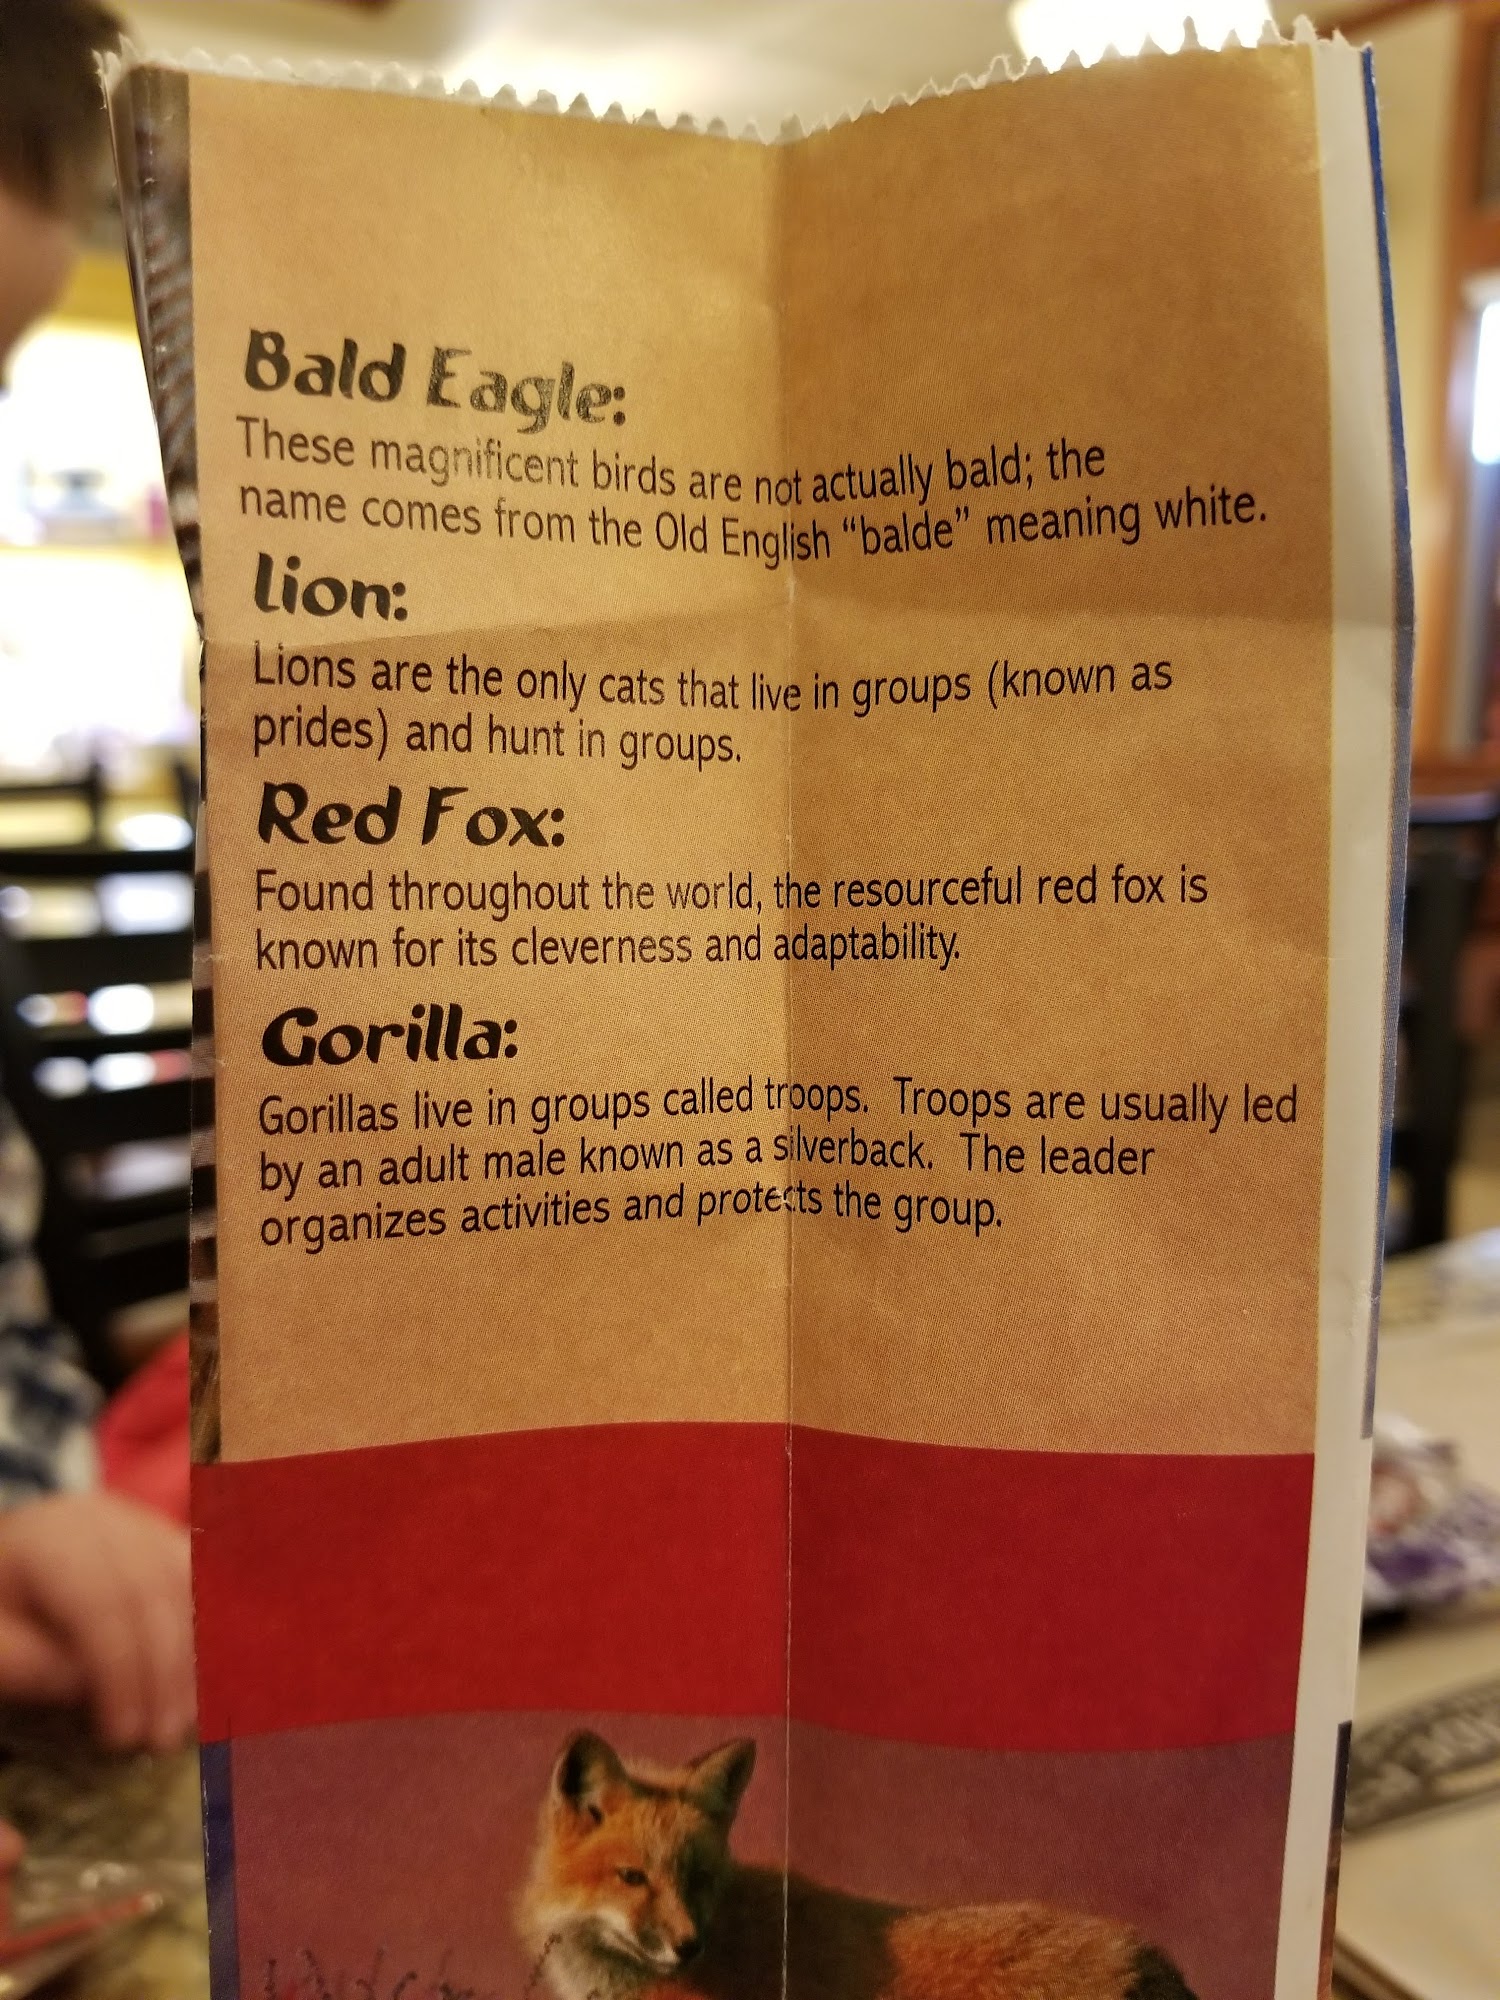 Bald Eagle:
These magnificent birds are not actually bald; the
name comes from the Old English “balde” meaning white.
Lion:
Lions are the only cats that live in groups (known as
prides) and hunt in groups.
Red Fox:
Found throughout the world, the resourceful red fox is
known for its cleverness and adaptability.
Gorilla:
Gorillas live in groups called troops.  Troops are usually led
by an adult male known as a silverback.  The leader
organizes activities and protects the group.